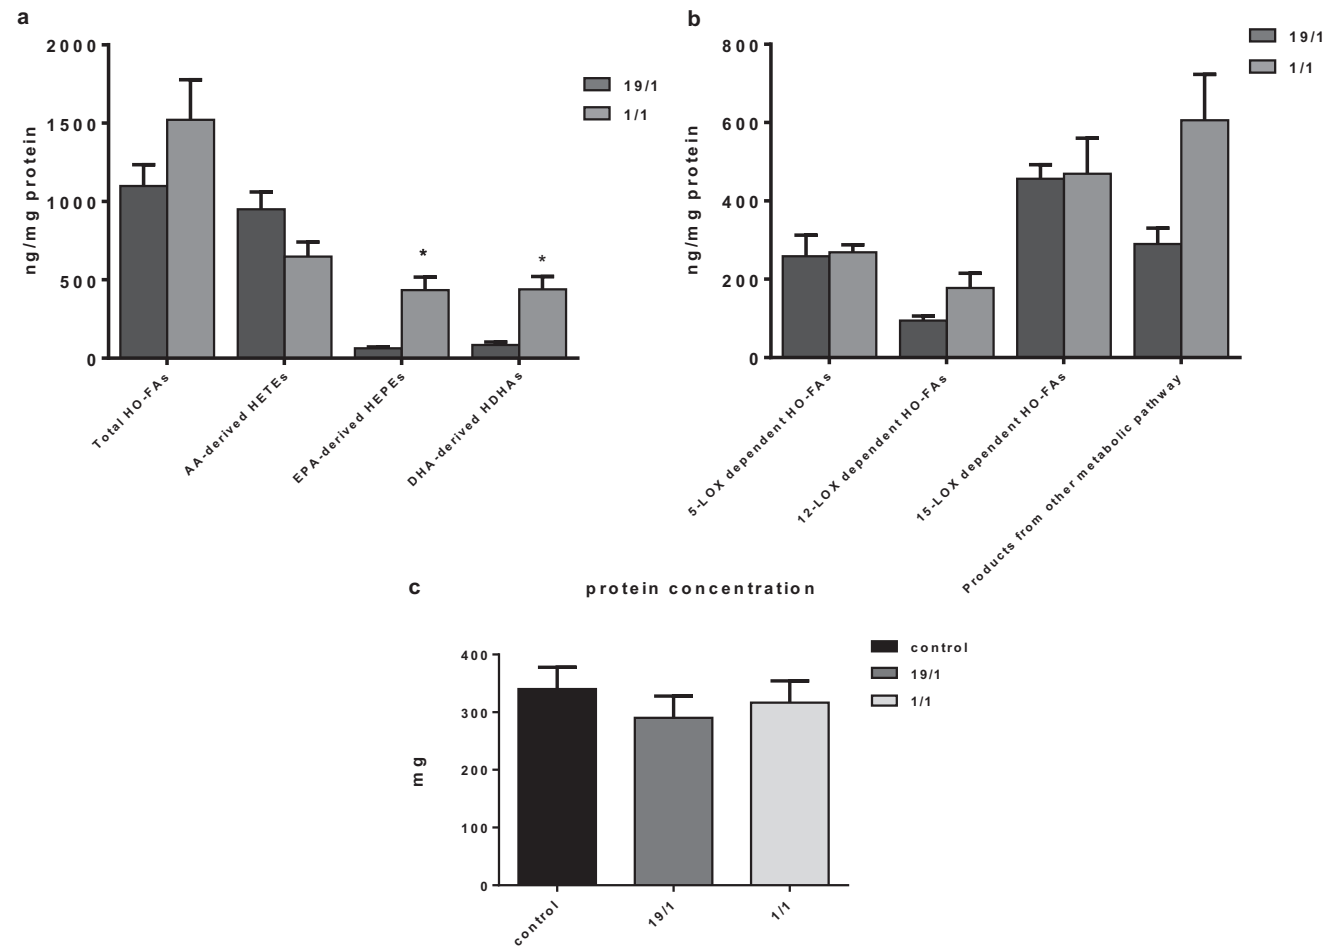 a
2000
1500
1000
500
0
ng/mg protein
19/1
1/1
*
*
Total HO-FAs
AA-derived HETEs
EPA-derived HEPEs
DHA-derived HDHAs
b
800
600
400
200
0
ng/mg protein
19/1
1/1
5-LOX dependent HO-FAs
12-LOX dependent HO-FAs
15-LOX dependent HO-FAs
Products from other metabolic pathway
c
protein concentration
400
300
200
100
0
mg
control
19/1
1/1
control
19/1
1/1